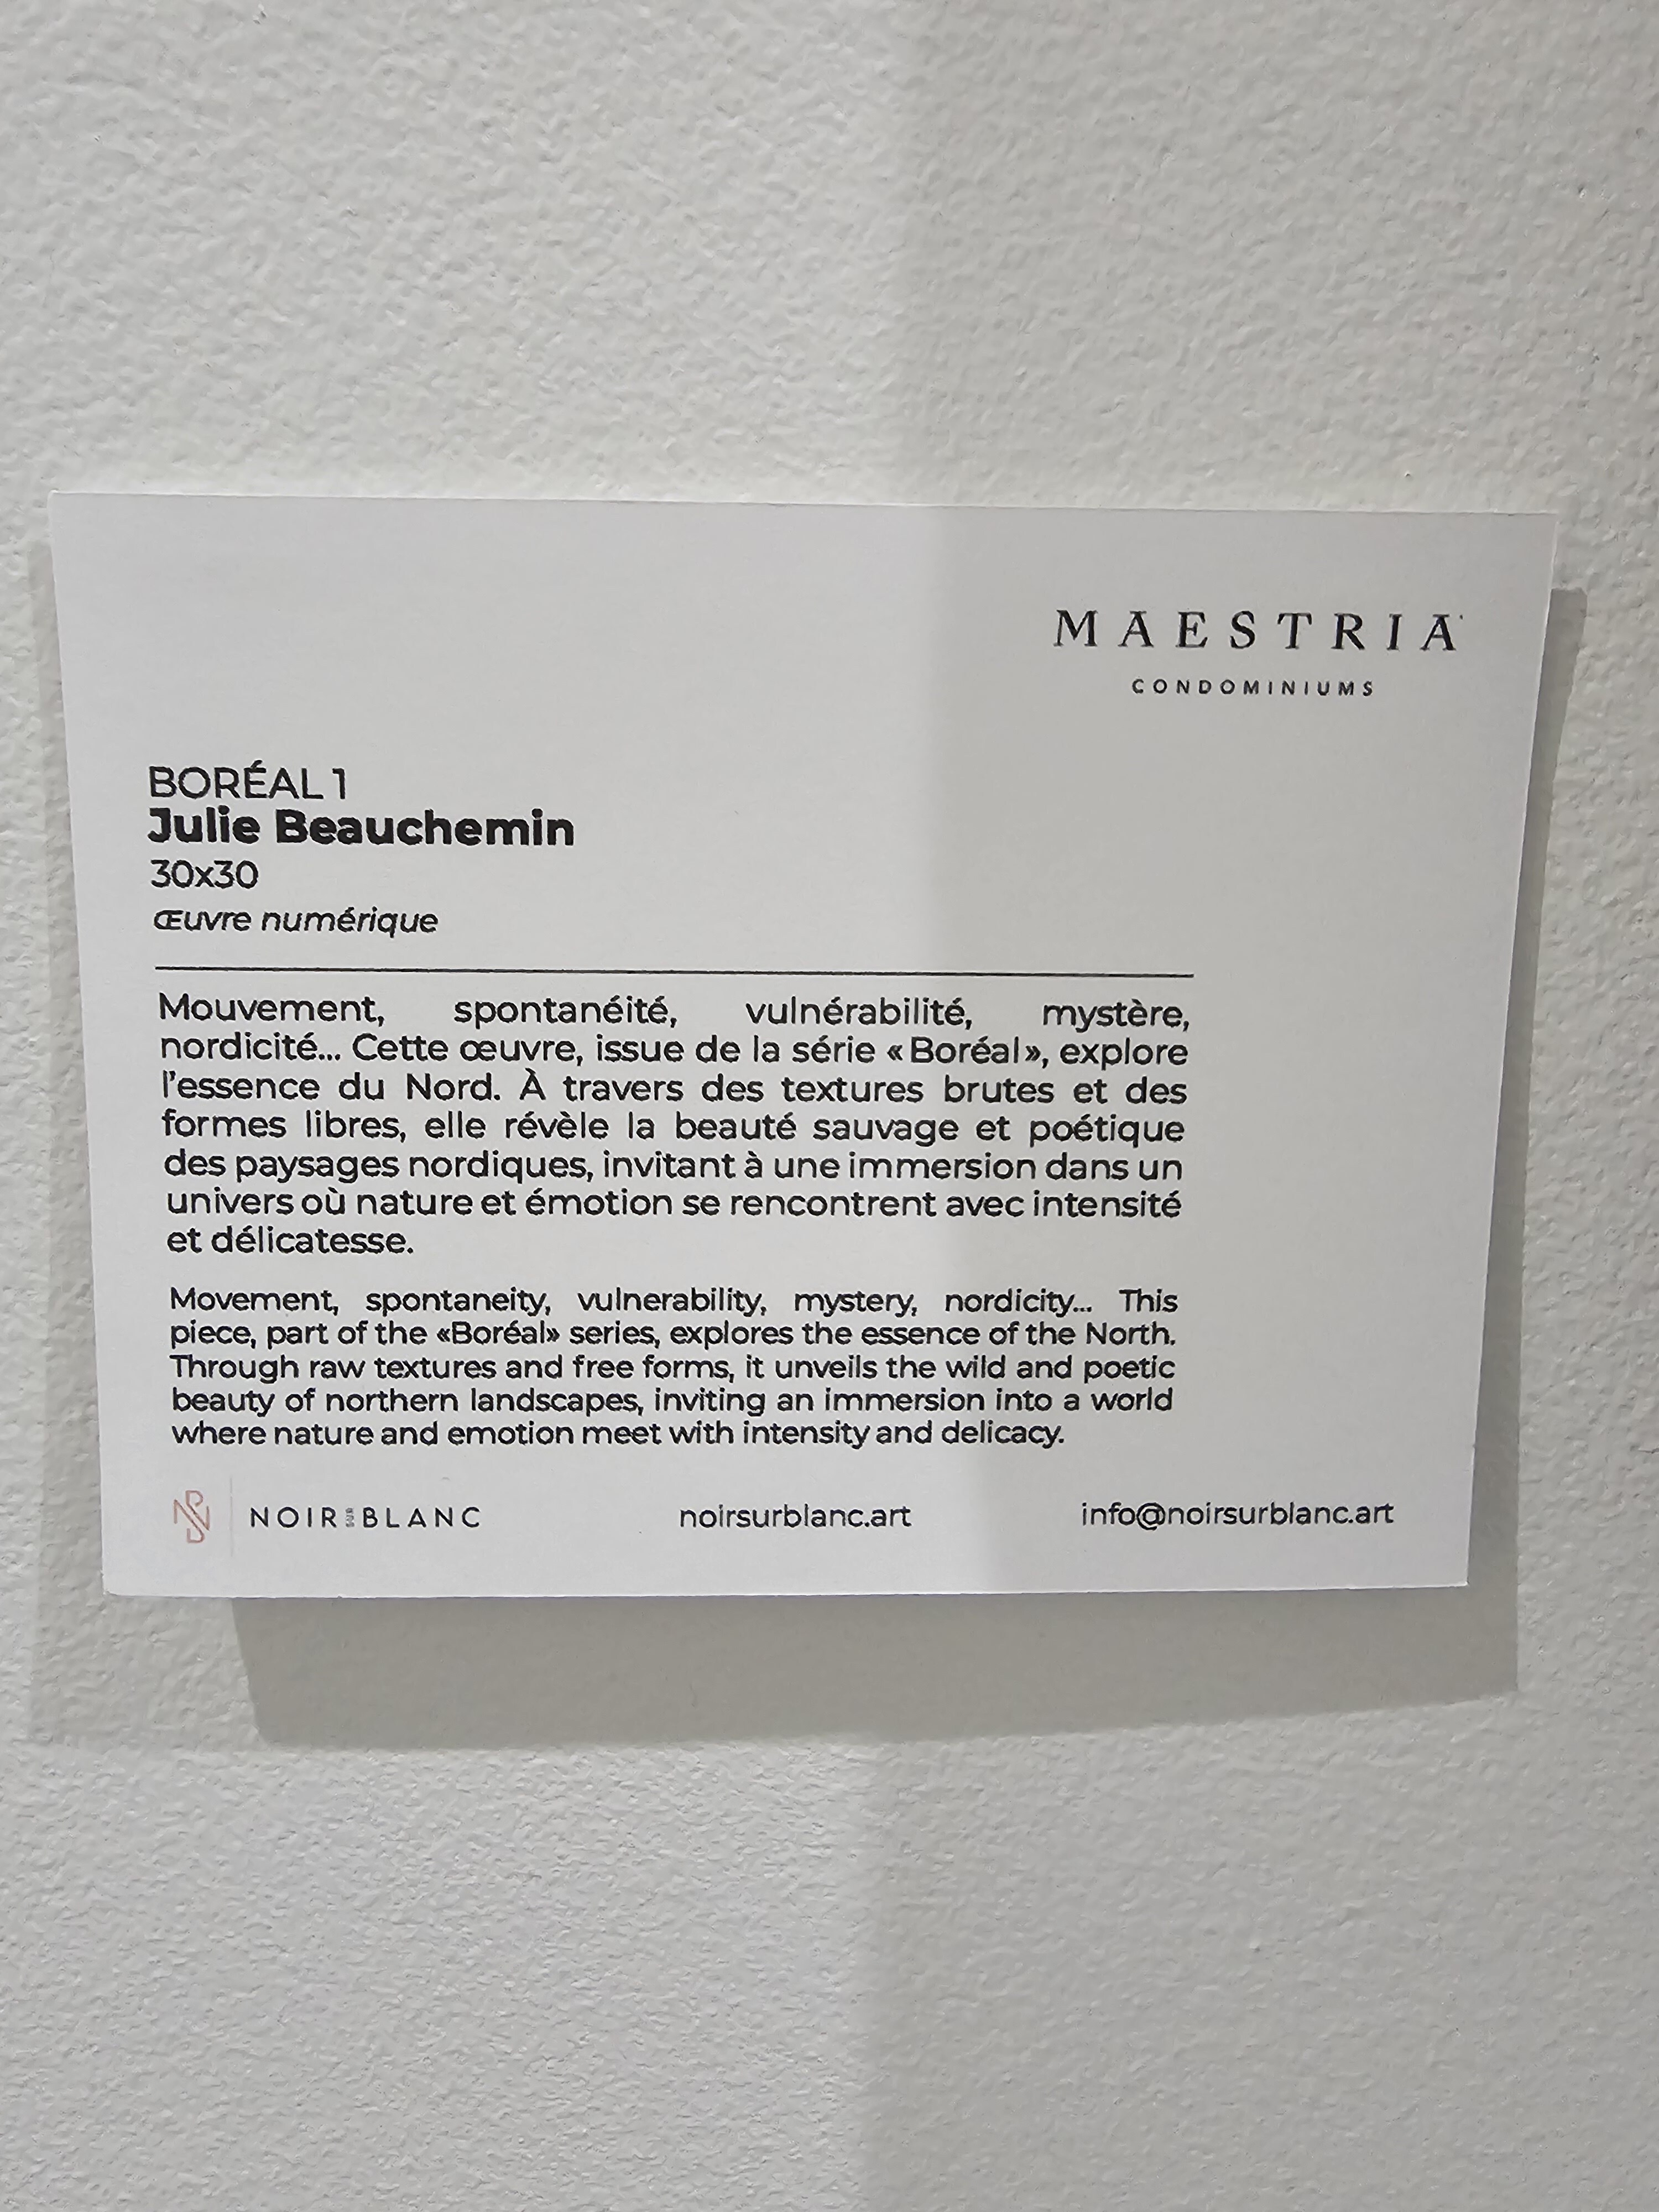 MAESTRIA
CONDOMINIUMS
BORÉAL 1
Julie Beauchemin
30x30
Œuvre numérique
Mouvement, spontanéité, vulnérabilité, mystère,
nordicité... Cette œuvre, issue de la série « Boréal », explore
l'essence du Nord. À travers des textures brutes et des
formes libres, elle révèle la beauté sauvage et poétique
des paysages nordiques, invitant à une immersion dans un
univers où nature et émotion se rencontrent avec intensité
et délicatesse.
Movement, spontaneity, vulnerability, mystery, nordicity... This
piece, part of the «Boréal» series, explores the essence of the North.
Through raw textures and free forms, it unveils the wild and poetic
beauty of northern landscapes, inviting an immersion into a world
where nature and emotion meet with intensity and delicacy.
NOIR SUR BLANC noirsurblanc.art info@noirsurblanc.art